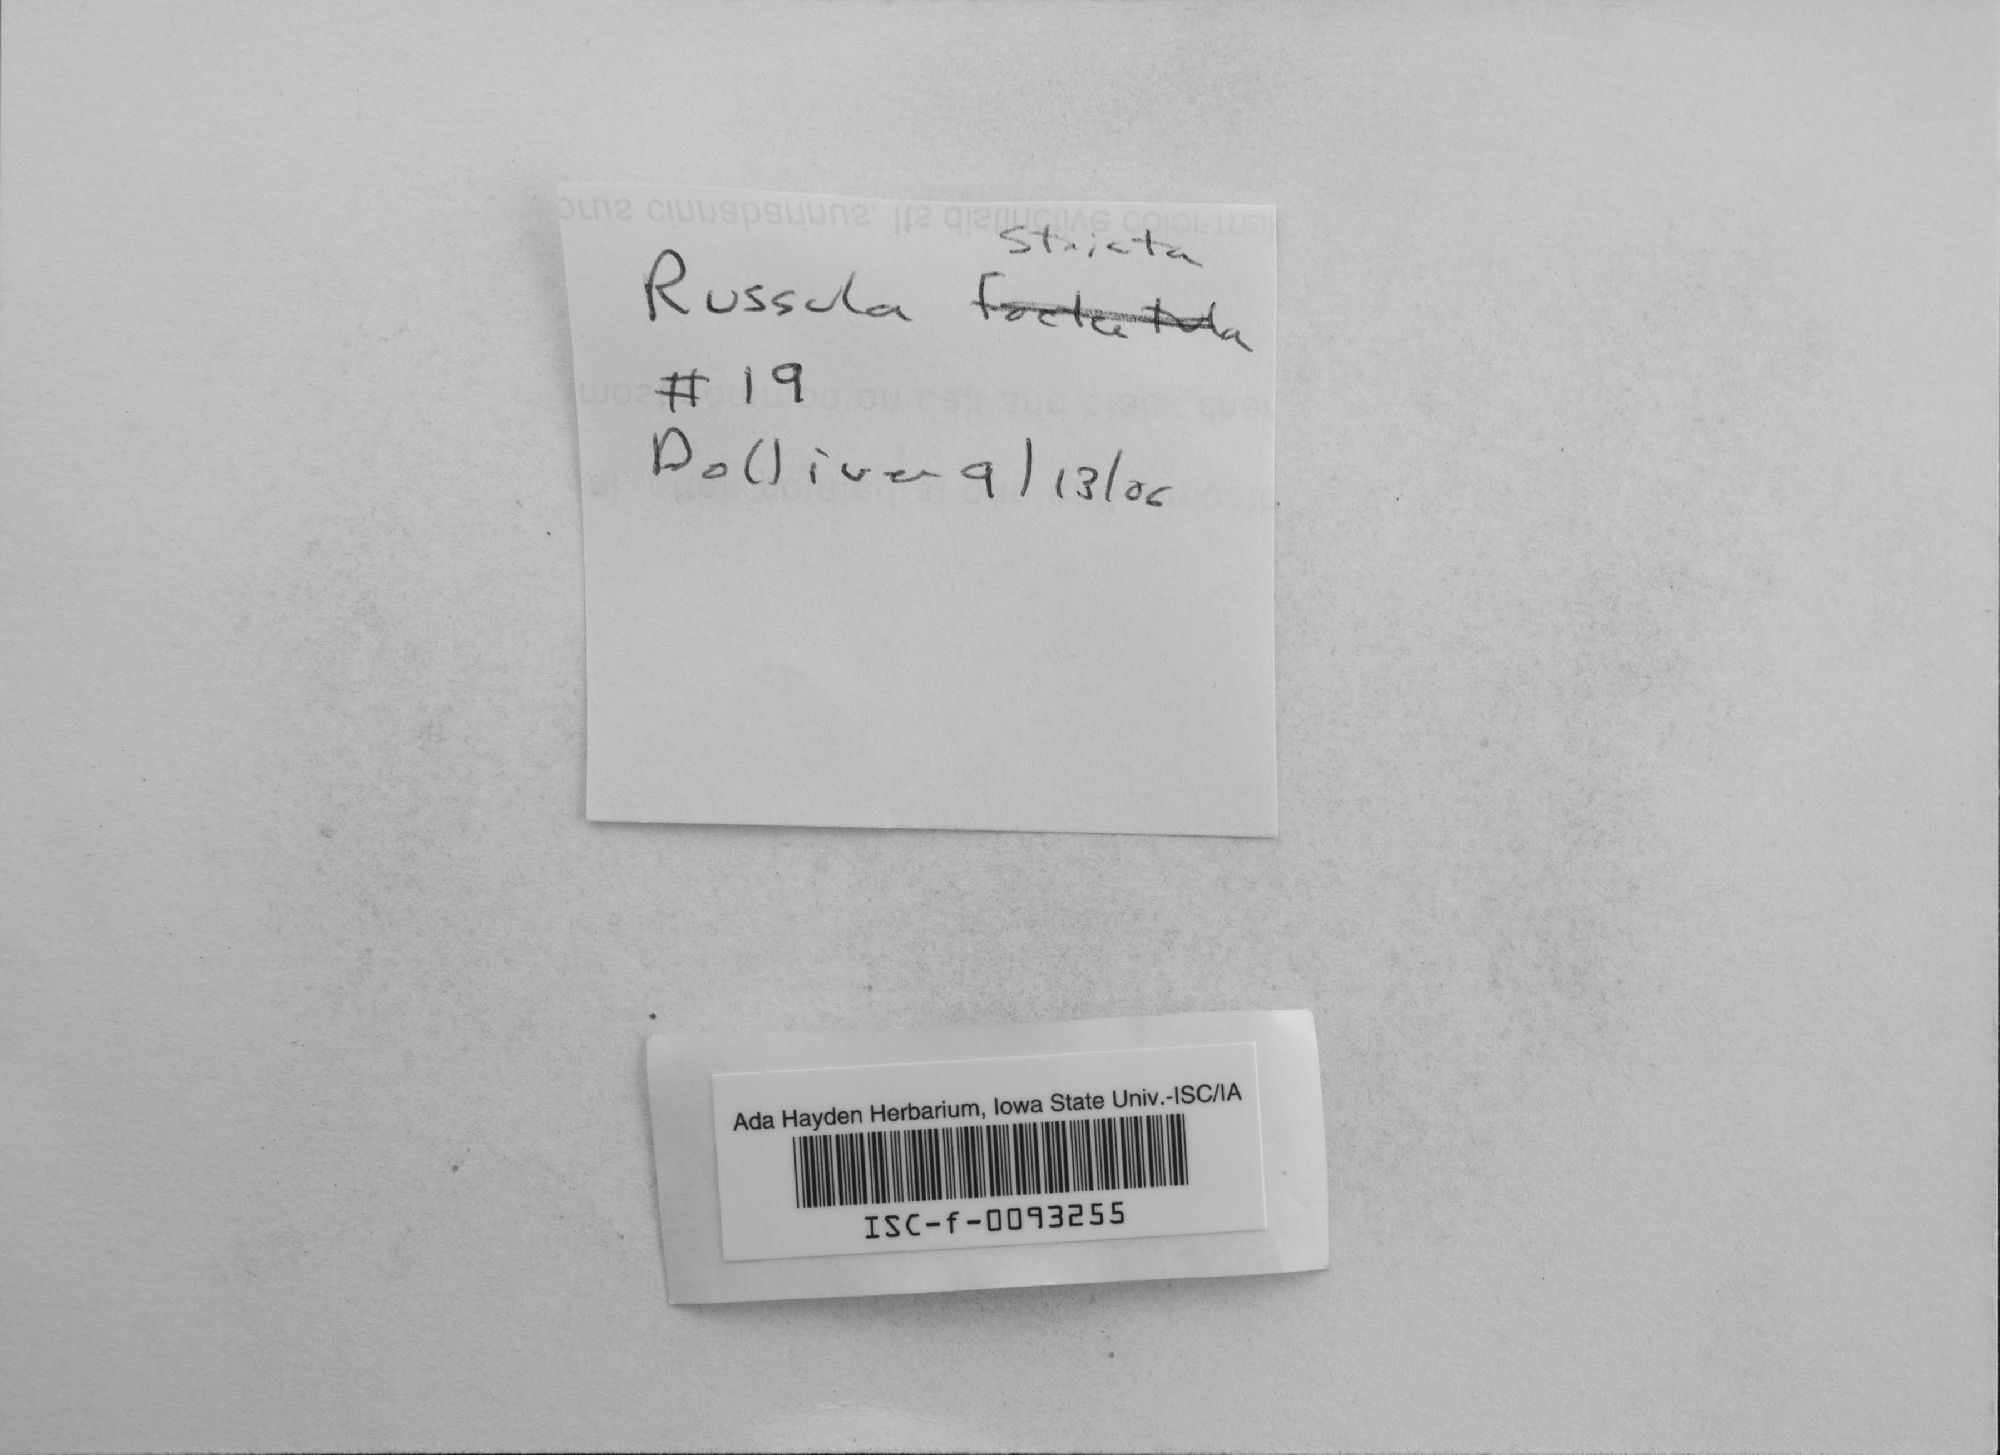 stricta
Russula foetentula
# 19
Dolliver 9/13/06
Ada Hayden Herbarium, Iowa State Univ.-ISC/IA
ISC-f-0093255